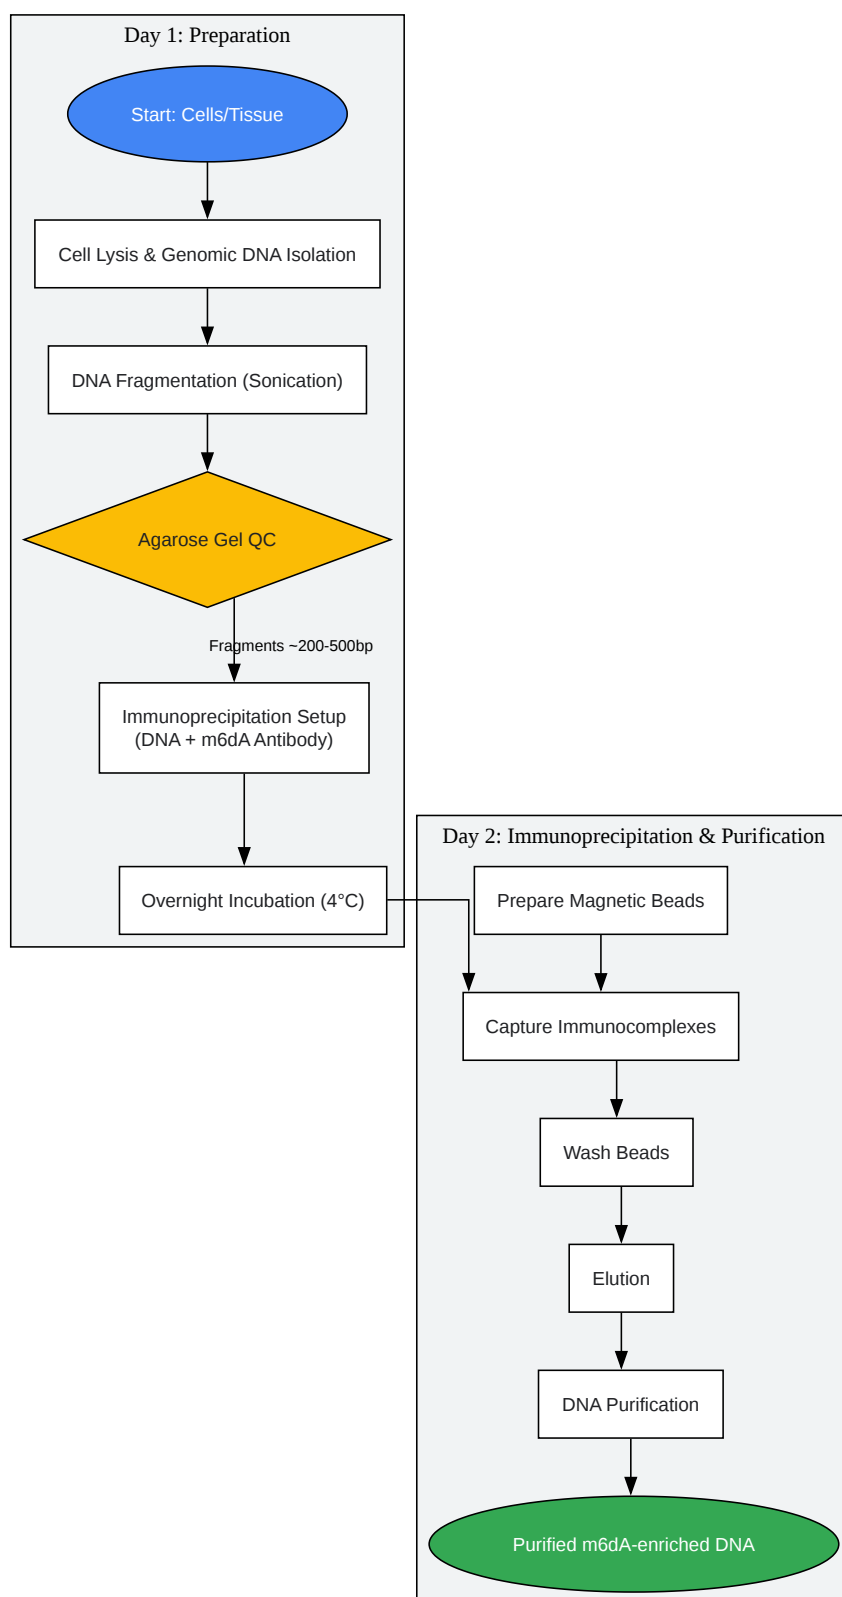 Day 1: Preparation
Start: Cells/Tissue
Cell Lysis & Genomic DNA Isolation
DNA Fragmentation (Sonication)
Agarose Gel QC
Fragments ~200-500bp
Immunoprecipitation Setup
(DNA + m6dA Antibody)
Overnight Incubation (4°C)
Day 2: Immunoprecipitation & Purification
Prepare Magnetic Beads
Capture Immunocomplexes
Wash Beads
Elution
DNA Purification
Purified m6dA-enriched DNA